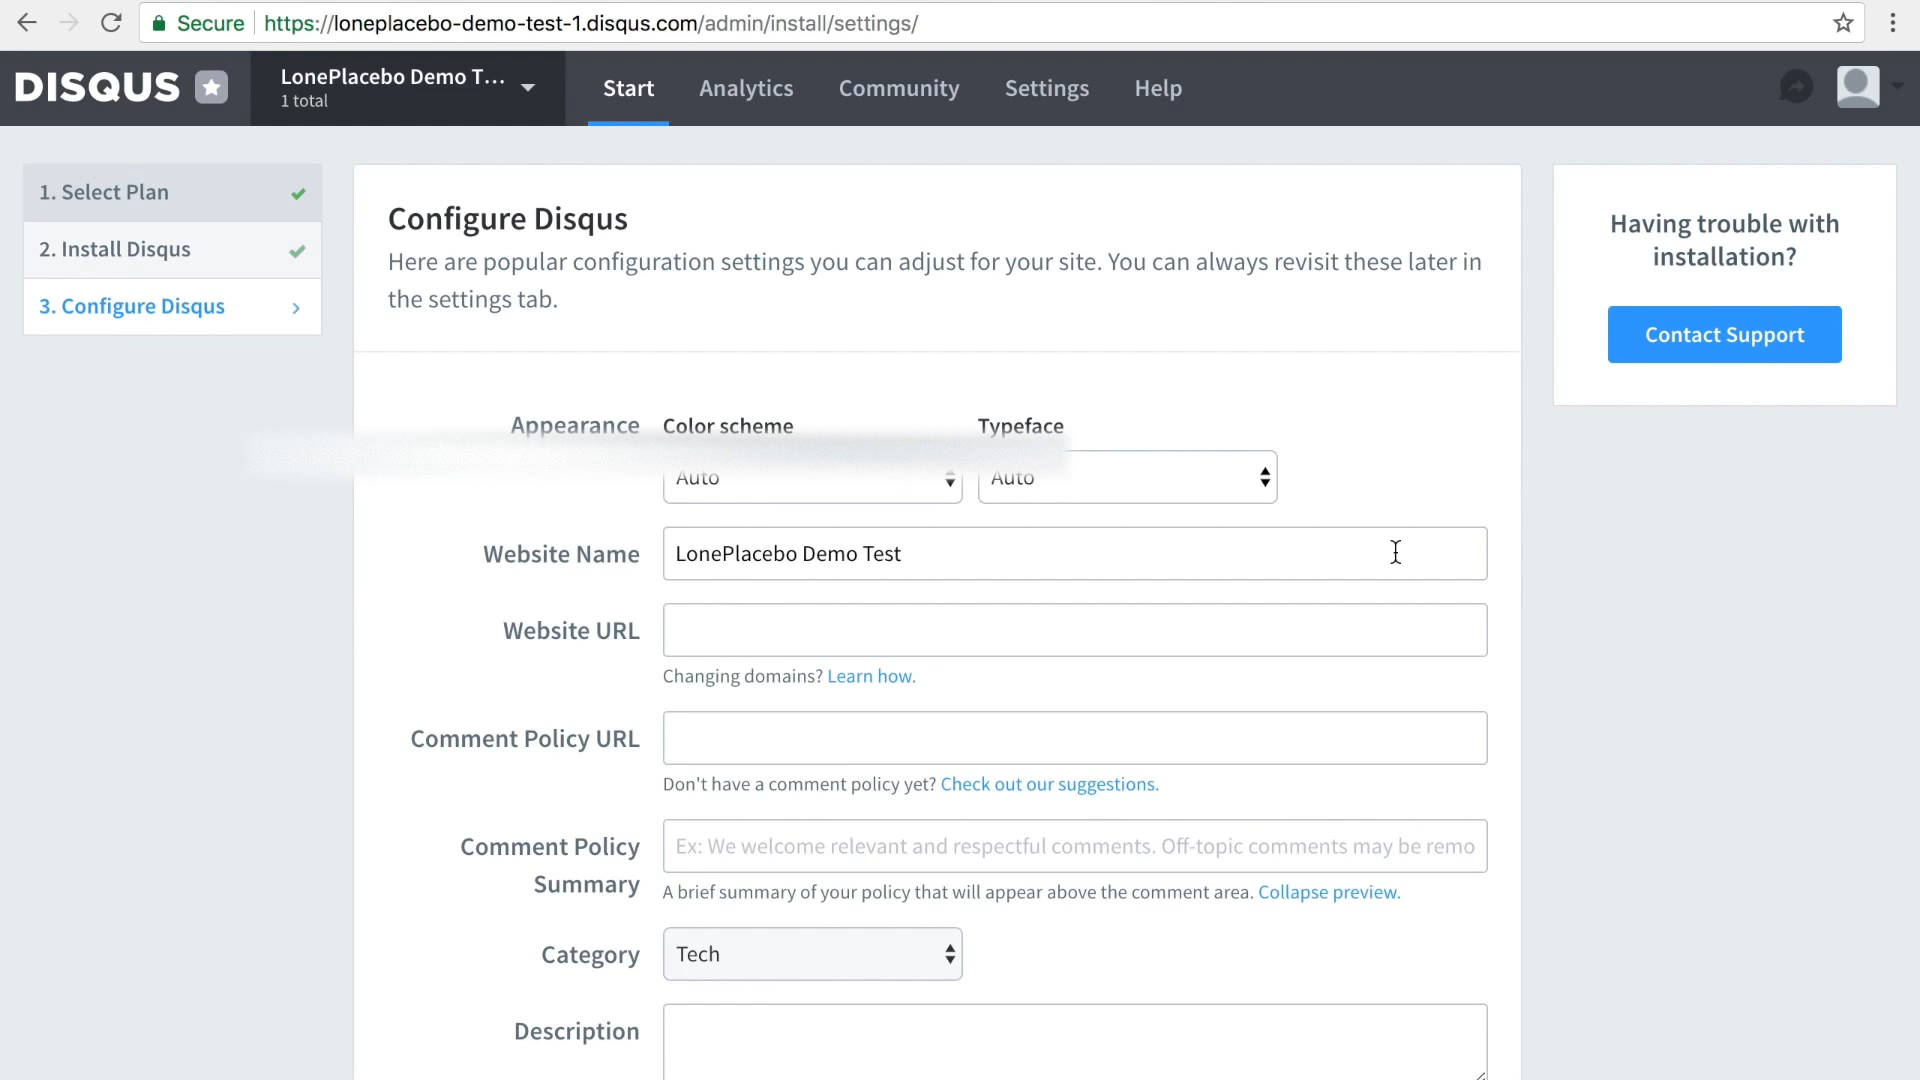 Secure https://loneplacebo-demo-test-1.disqus.com/admin/install/settings/
DISQUS
LonePlacebo Demo T...
1 total
Start Analytics Community Settings Help
1. Select Plan
2. Install Disqus
3. Configure Disqus
Configure Disqus
Here are popular configuration settings you can adjust for your site. You can always revisit these later in
the settings tab.
Having trouble with
installation?
Contact Support
Appearance Color scheme Typeface
Auto Auto
Website Name LonePlacebo Demo Test
Website URL
Changing domains? Learn how.
Comment Policy URL
Don't have a comment policy yet? Check out our suggestions.
Comment Policy
Summary
Ex: We welcome relevant and respectful comments. Off-topic comments may be remo
A brief summary of your policy that will appear above the comment area. Collapse preview.
Category Tech
Description